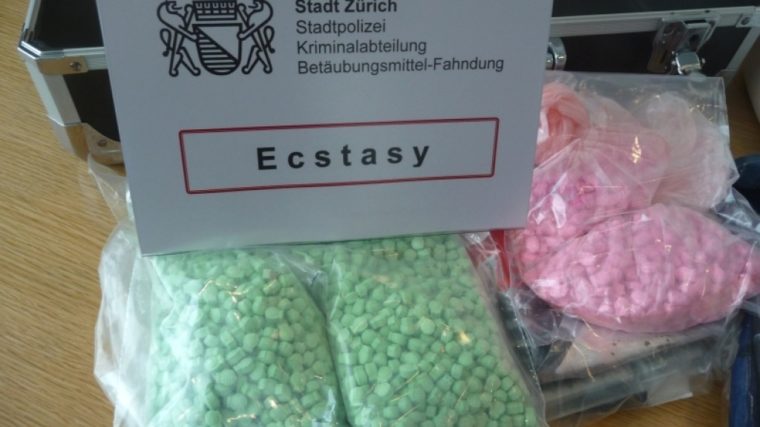 Stadt Zürich
Stadtpolizei
Kriminalabteilung
Betäubungsmittel-Fahndung
Ecstasy